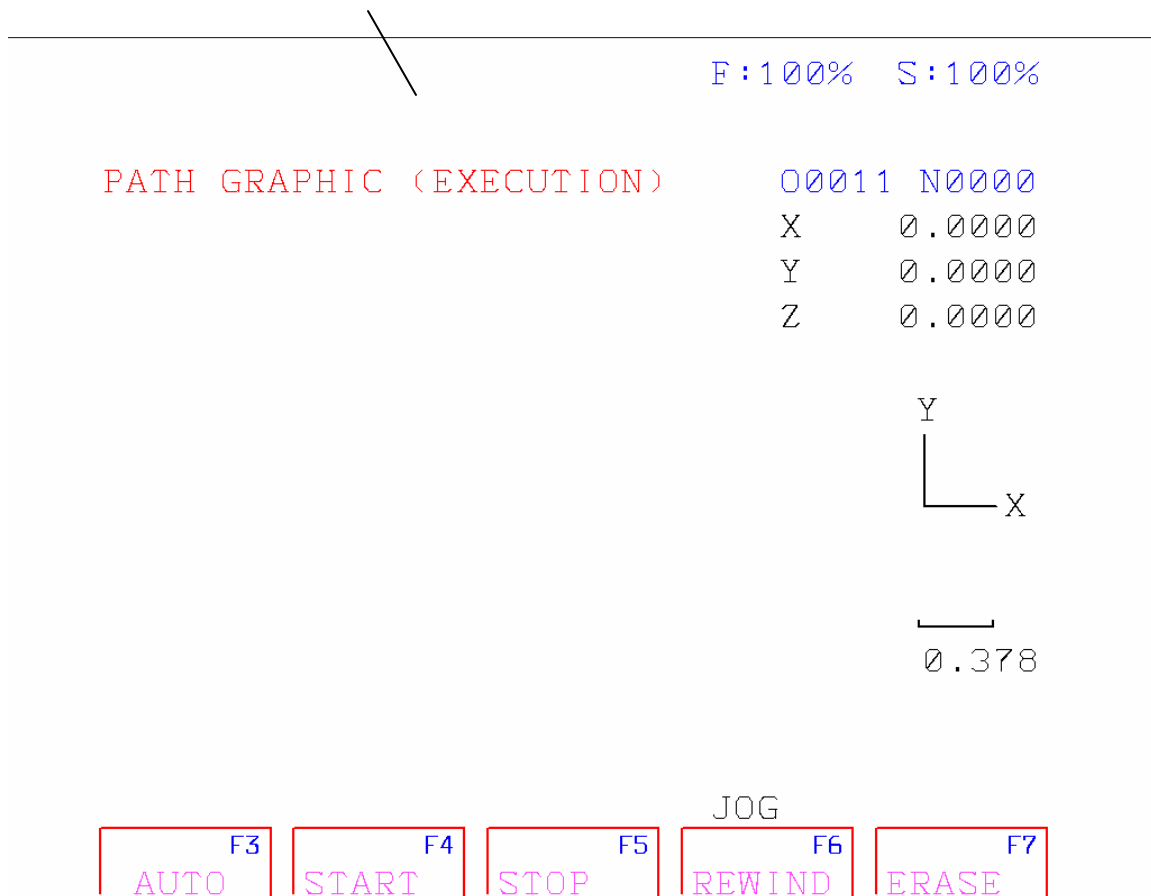 F:100% S:100%
PATH GRAPHIC (EXECUTION) O0011 N0000
X 0.0000
Y 0.0000
Z 0.0000
Y
X
0.378
JOG
F3 F4 F5 F6 F7
AUTO START STOP REWIND ERASE